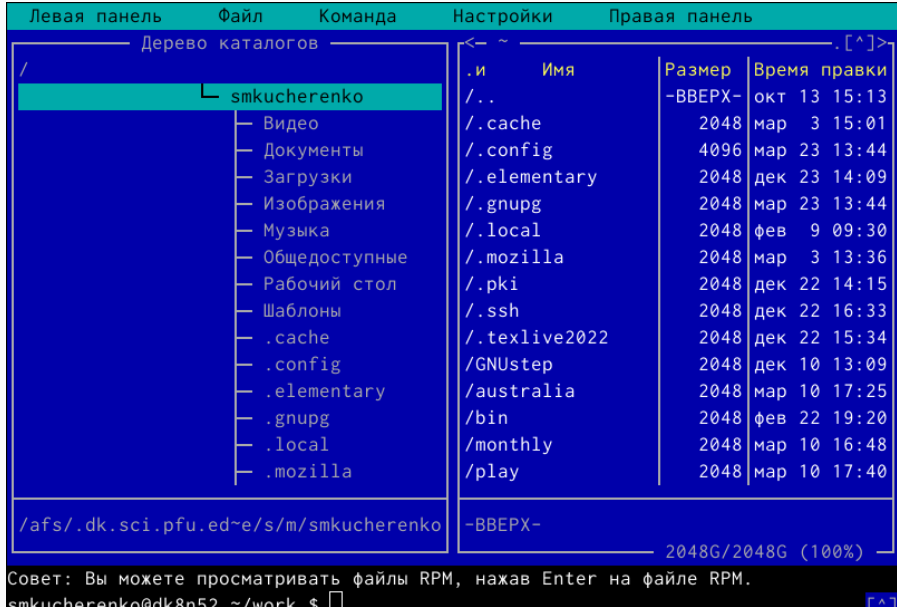 Левая панель Файл Команда Настройки Правая панель
Дерево каталогов
/
smkucherenko
Видео
Документы
Загрузки
Изображения
Музыка
Общедоступные
Рабочий стол
Шаблоны
.cache
.config
.elementary
.gnupg
.local
.mozilla
/afs/.dk.sci.pfu.ed~e/s/m/smkucherenko
<– ~ .[^]>
.и Имя Размер Время правки
/.. -ВВЕРХ- окт 13 15:13
/.cache 2048 мар 3 15:01
/.config 4096 мар 23 13:44
/.elementary 2048 дек 23 14:09
/.gnupg 2048 мар 23 13:44
/.local 2048 фев 9 09:30
/.mozilla 2048 мар 3 13:36
/.pki 2048 дек 22 14:15
/.ssh 2048 дек 22 16:33
/.texlive2022 2048 дек 22 15:34
/GNUstep 2048 дек 10 13:09
/australia 2048 мар 10 17:25
/bin 2048 фев 22 19:20
/monthly 2048 мар 10 16:48
/play 2048 мар 10 17:40
-ВВЕРХ-
2048G/2048G (100%)
Совет: Вы можете просматривать файлы RPM, нажав Enter на файле RPM.
smkucherenko@dk8n52 ~/work $ [^]